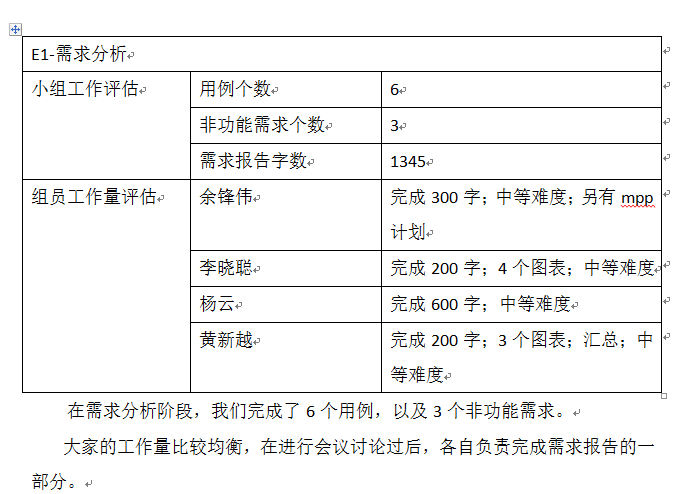 E1-需求分析
小组工作评估
用例个数
6
非功能需求个数
3
需求报告字数
1345
组员工作量评估
余锋伟
完成 300 字；中等难度；另有 mpp
计划
李晓聪
完成 200 字；4 个图表；中等难度
杨云
完成 600 字；中等难度
黄新越
完成 200 字；3 个图表；汇总；中
等难度
在需求分析阶段，我们完成了 6 个用例，以及 3 个非功能需求。
大家的工作量比较均衡，在进行会议讨论过后，各自负责完成需求报告的一
部分。